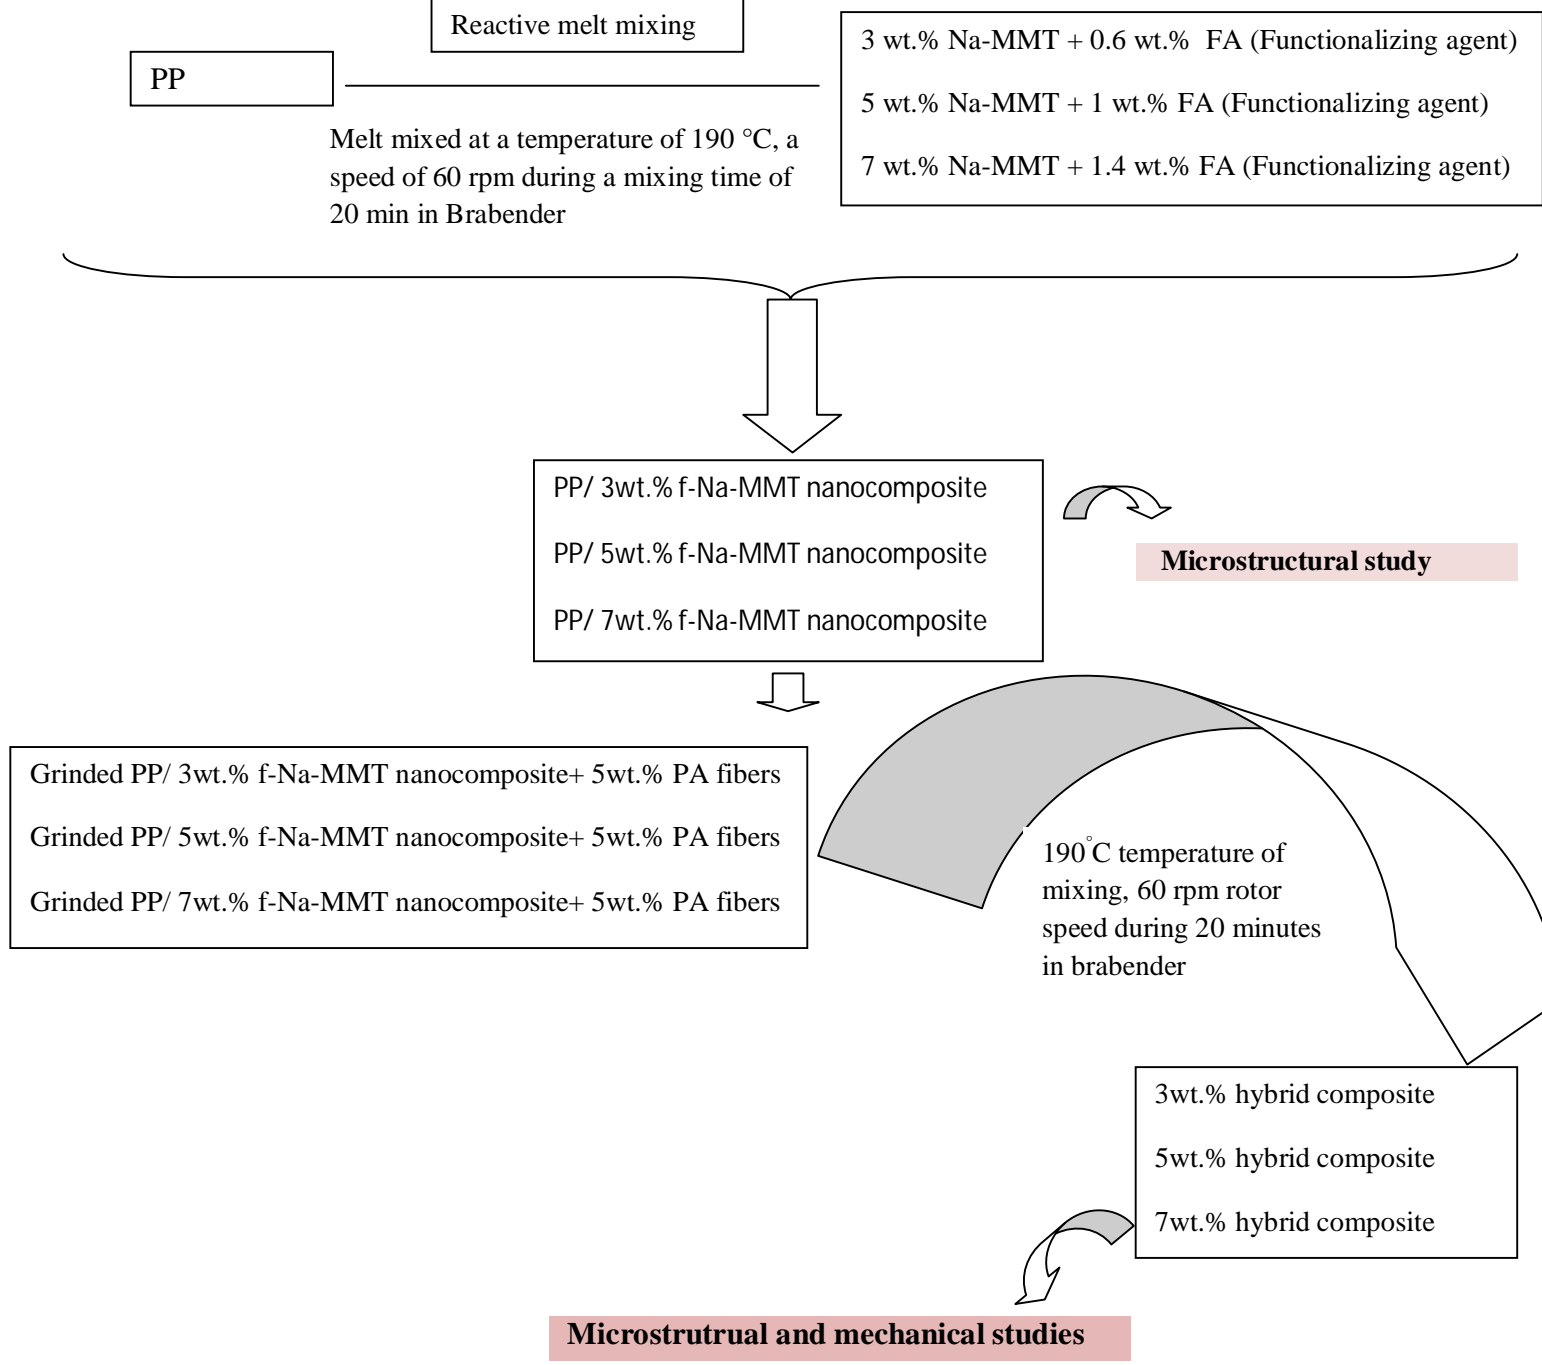 Reactive melt mixing
PP
3 wt.% Na-MMT + 0.6 wt.% FA (Functionalizing agent)
5 wt.% Na-MMT + 1 wt.% FA (Functionalizing agent)
7 wt.% Na-MMT + 1.4 wt.% FA (Functionalizing agent)
Melt mixed at a temperature of 190 °C, a
speed of 60 rpm during a mixing time of
20 min in Brabender
PP/ 3wt.% f-Na-MMT nanocomposite
PP/ 5wt.% f-Na-MMT nanocomposite
PP/ 7wt.% f-Na-MMT nanocomposite
Microstructural study
Grinded PP/ 3wt.% f-Na-MMT nanocomposite+ 5wt.% PA fibers
Grinded PP/ 5wt.% f-Na-MMT nanocomposite+ 5wt.% PA fibers
Grinded PP/ 7wt.% f-Na-MMT nanocomposite+ 5wt.% PA fibers
190°C temperature of
mixing, 60 rpm rotor
speed during 20 minutes
in brabender
3wt.% hybrid composite
5wt.% hybrid composite
7wt.% hybrid composite
Microstrutrual and mechanical studies